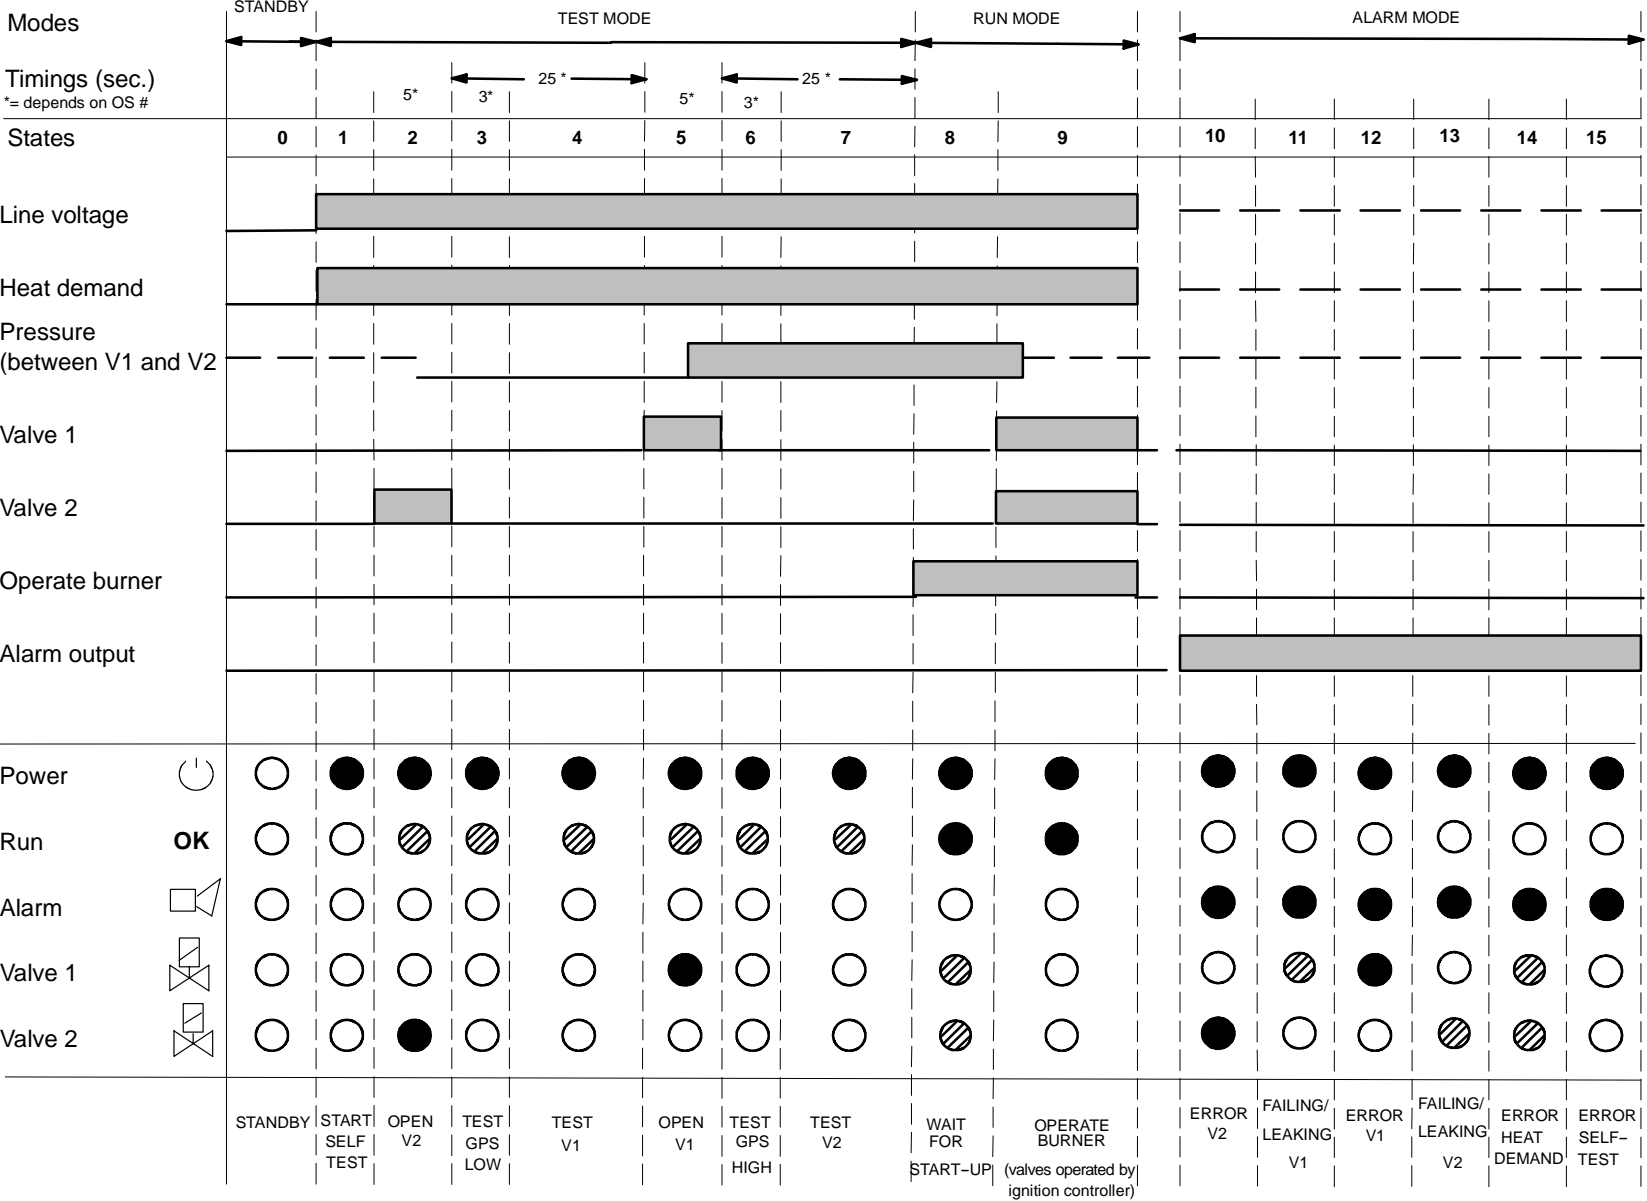 STANDBY
Modes
TEST MODE
RUN MODE
ALARM MODE
Timings (sec.)
25 *
25 *
*= depends on OS #
5*
3*
5*
3*
States 0 1 2 3 4 5 6 7 8 9 10 11 12 13 14 15
Line voltage
Heat demand
Pressure
(between V1 and V2
Valve 1
Valve 2
Operate burner
Alarm output
Power
Run OK
Alarm
Valve 1
Valve 2
STANDBY
START
SELF
TEST
OPEN
V2
TEST
GPS
LOW
TEST
V1
OPEN
V1
TEST
GPS
HIGH
TEST
V2
WAIT
FOR
START−UP
OPERATE
BURNER
(valves operated by
ignition controller)
ERROR
V2
FAILING/
LEAKING
V1
ERROR
V1
FAILING/
LEAKING
V2
ERROR
HEAT
DEMAND
ERROR
SELF−
TEST